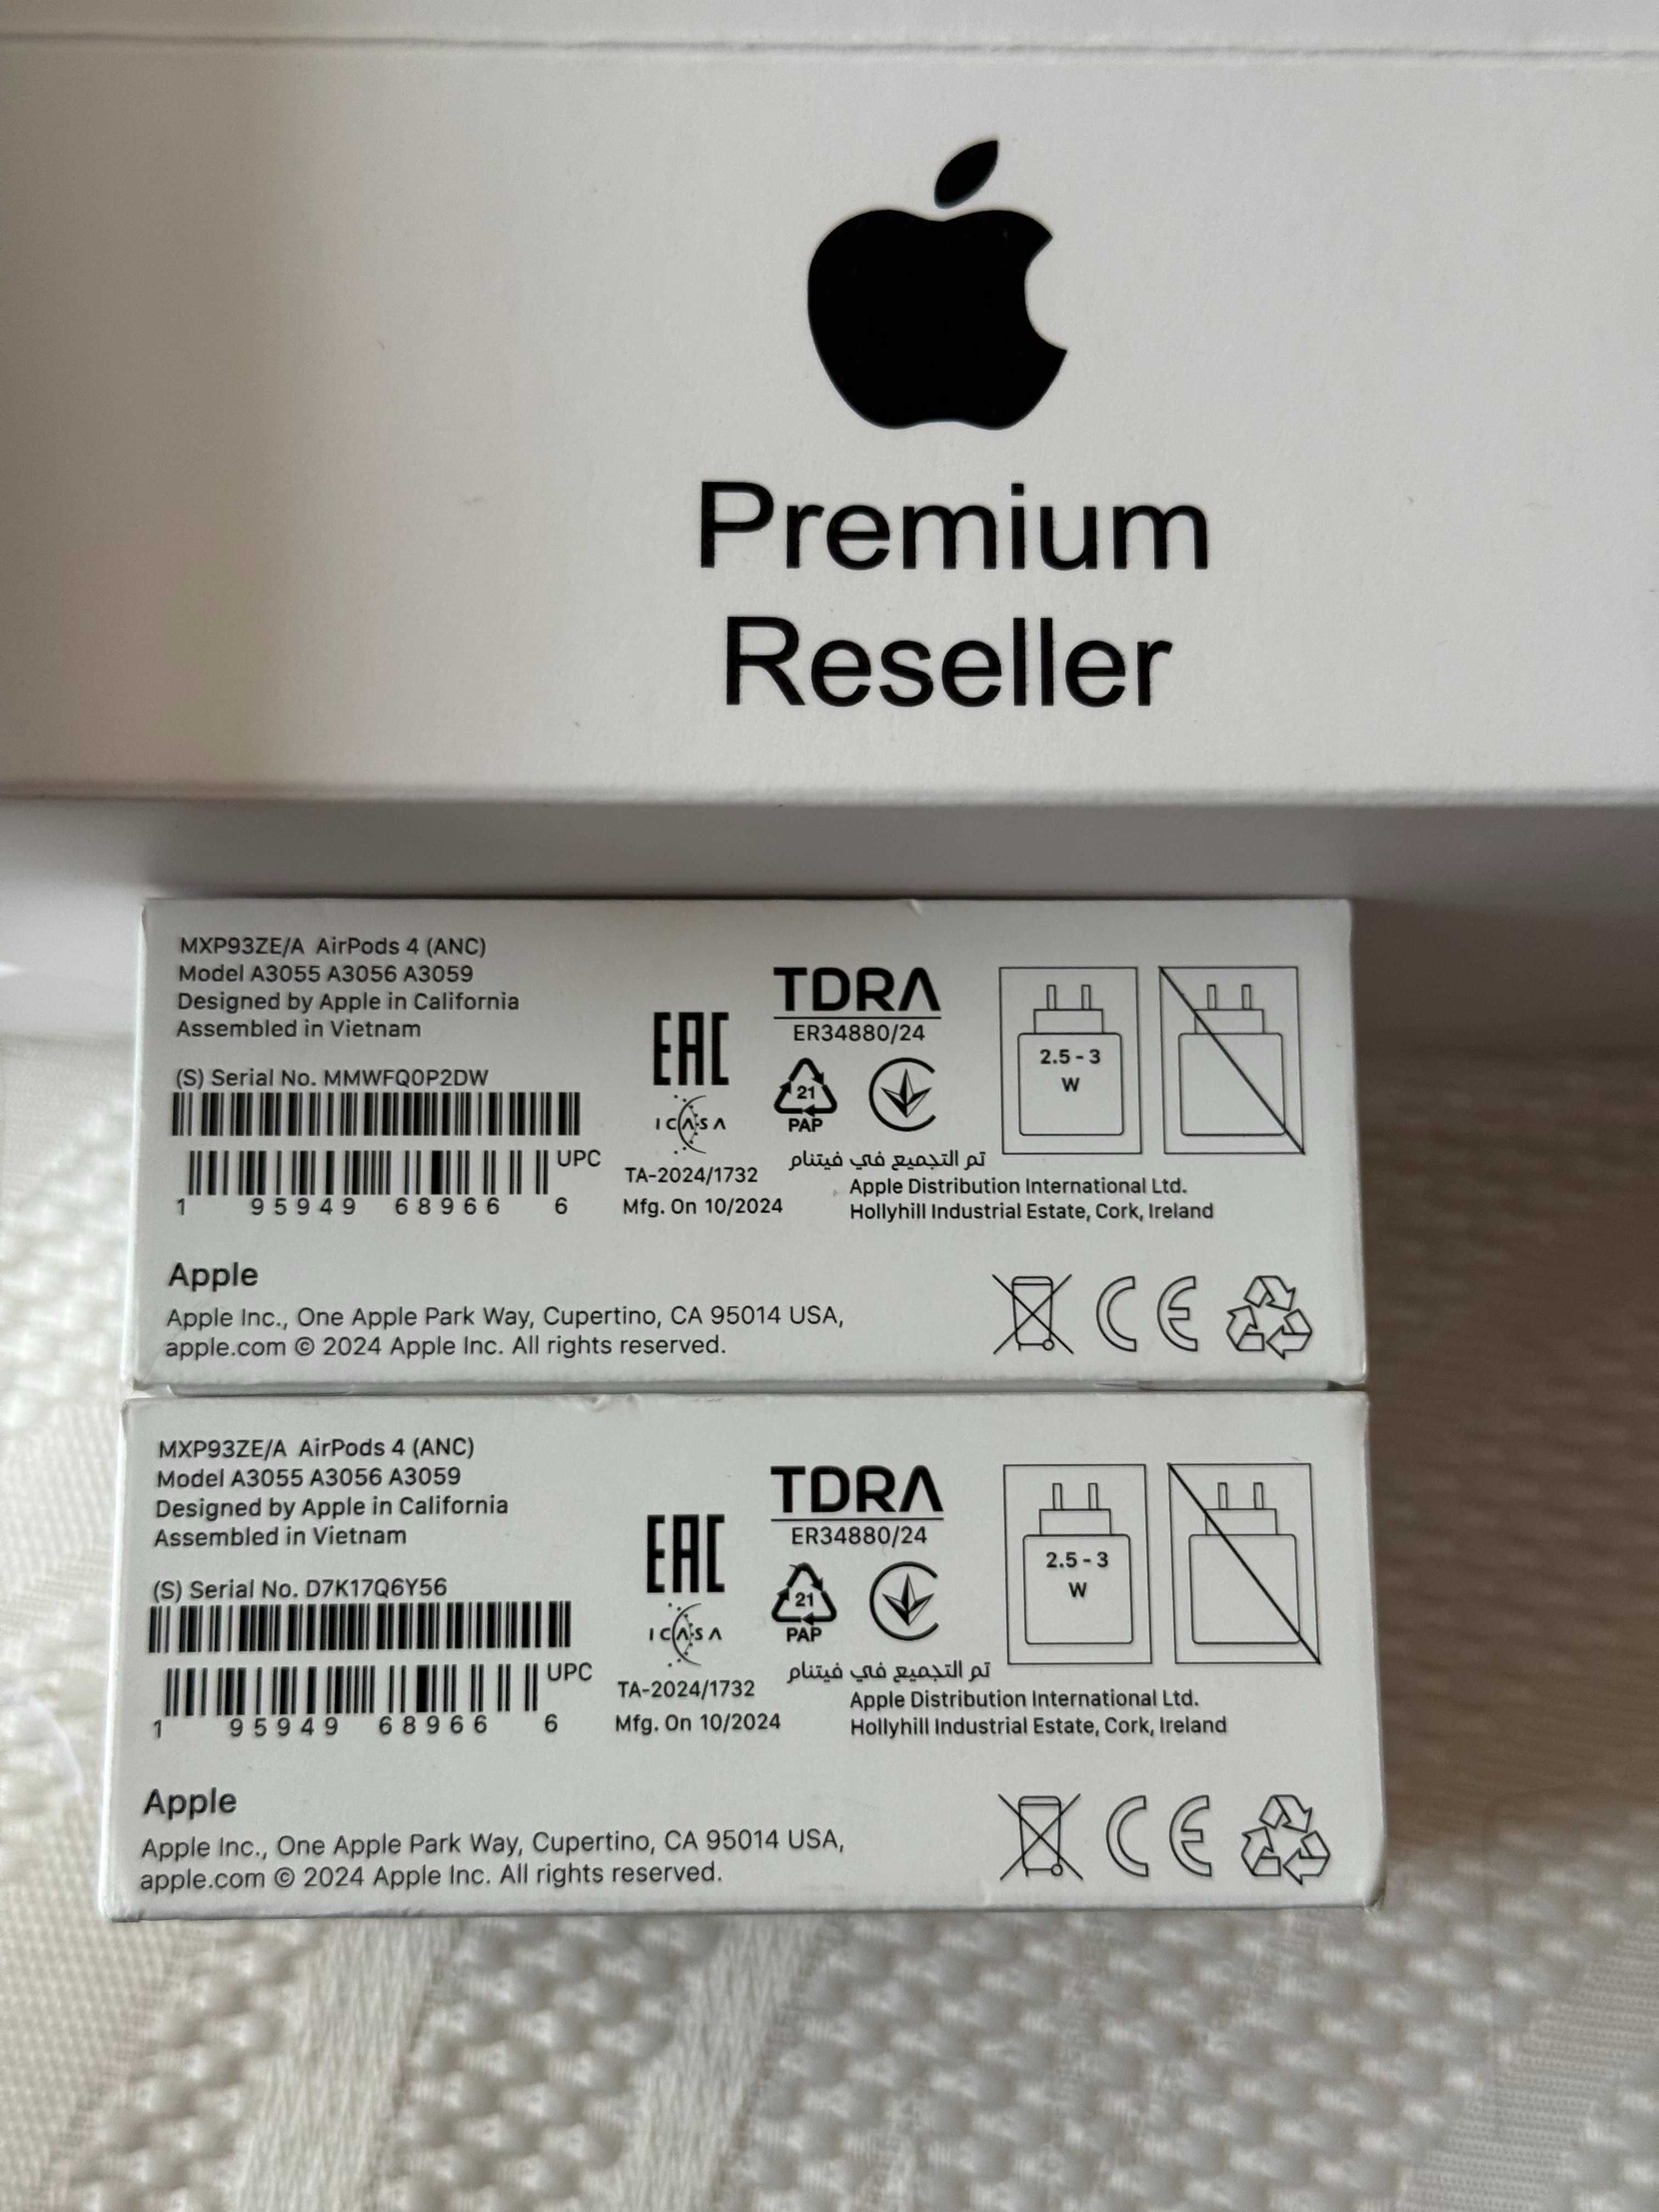 Premium
Reseller
MXP93ZE/A AirPods 4 (ANC)
Model A3055 A3056 A3059
Designed by Apple in California
Assembled in Vietnam
(S) Serial No. MMWFQ0P2DW
UPC
1 95949 68966 6
EAC
ICASA
TA-2024/1732
Mfg. On 10/2024
TDRA
ER34880/24
21
PAP
تم التجميع في فيتنام
Apple Distribution International Ltd.
Hollyhill Industrial Estate, Cork, Ireland
2.5 - 3
W
Apple
Apple Inc., One Apple Park Way, Cupertino, CA 95014 USA,
apple.com © 2024 Apple Inc. All rights reserved.
CE
MXP93ZE/A AirPods 4 (ANC)
Model A3055 A3056 A3059
Designed by Apple in California
Assembled in Vietnam
(S) Serial No. D7K17Q6Y56
UPC
1 95949 68966 6
EAC
ICASA
TA-2024/1732
Mfg. On 10/2024
TDRA
ER34880/24
21
PAP
تم التجميع في فيتنام
Apple Distribution International Ltd.
Hollyhill Industrial Estate, Cork, Ireland
2.5 - 3
W
Apple
Apple Inc., One Apple Park Way, Cupertino, CA 95014 USA,
apple.com © 2024 Apple Inc. All rights reserved.
CE